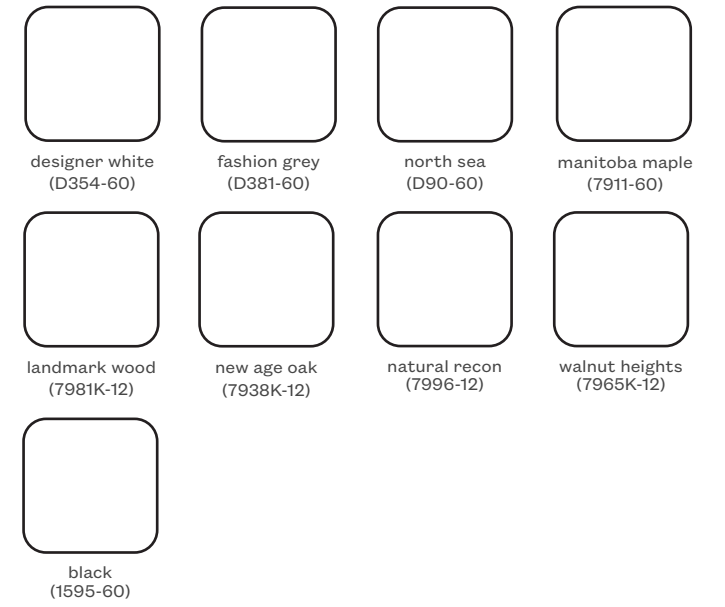 designer white
(D354-60)
fashion grey
(D381-60)
north sea
(D90-60)
manitoba maple
(7911-60)
landmark wood
(7981K-12)
new age oak
(7938K-12)
natural recon
(7996-12)
walnut heights
(7965K-12)
black
(1595-60)